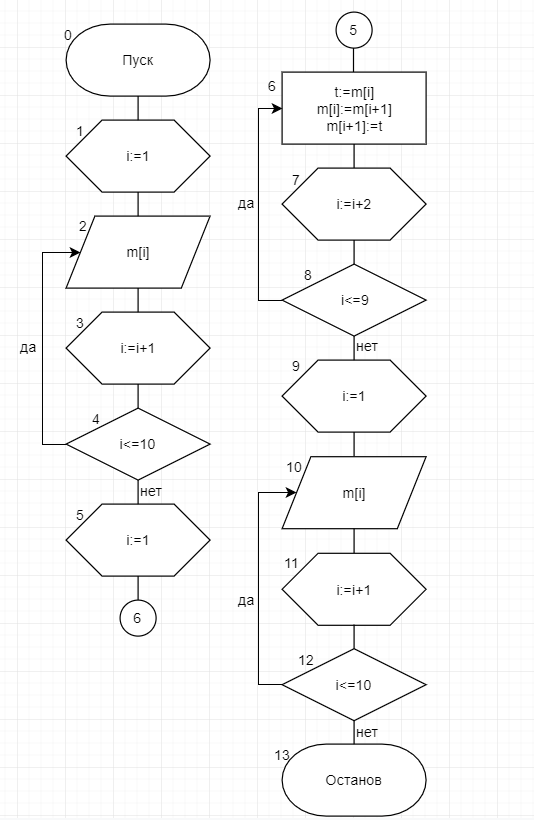 0
Пуск
1
i:=1
2
m[i]
да
3
i:=i+1
4
i<=10
нет
5
i:=1
6
5
6
t:=m[i]
m[i]:=m[i+1]
m[i+1]:=t
да
7
i:=i+2
8
i<=9
нет
9
i:=1
10
m[i]
11
i:=i+1
да
12
i<=10
нет
13
Останов